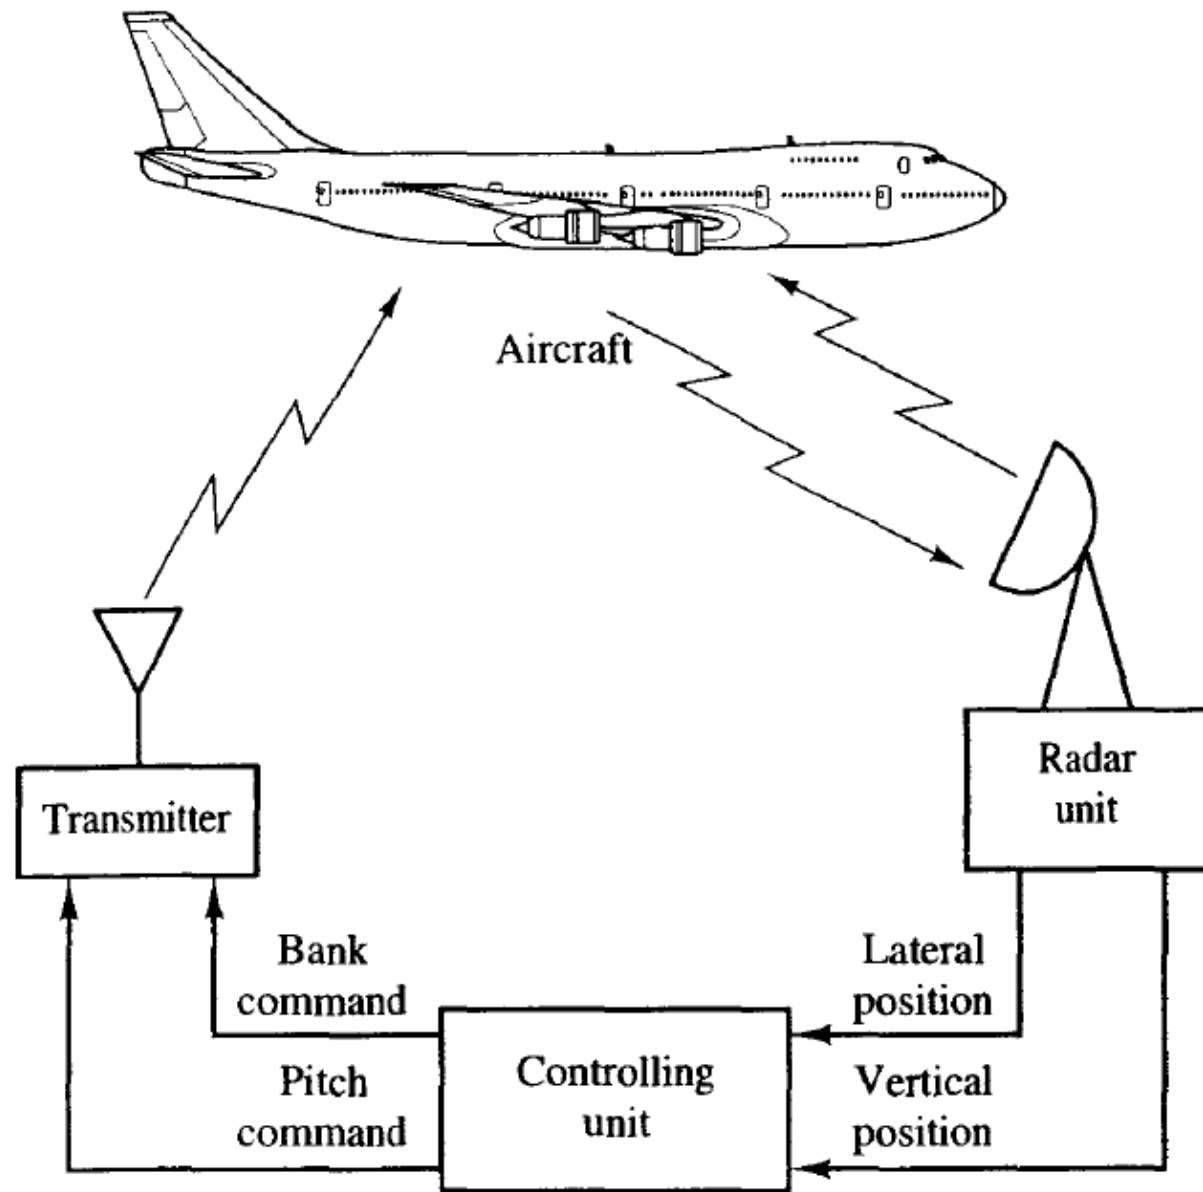 Aircraft
Transmitter
Radar
unit
Bank
command
Lateral
position
Pitch
command
Controlling
unit
Vertical
position